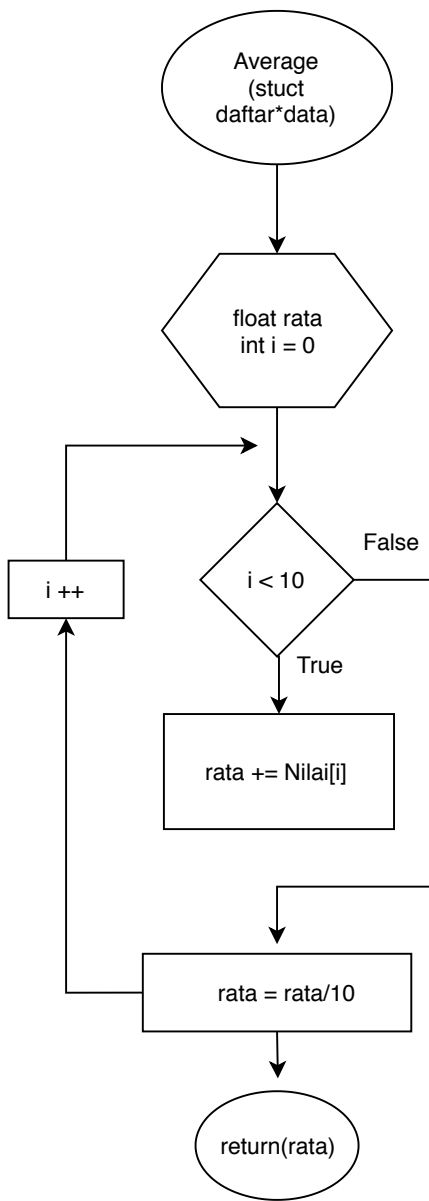 Average
(stuct
daftar*data)
float rata
int i = 0
i < 10
False
True
i ++
rata += Nilai[i]
rata = rata/10
return(rata)